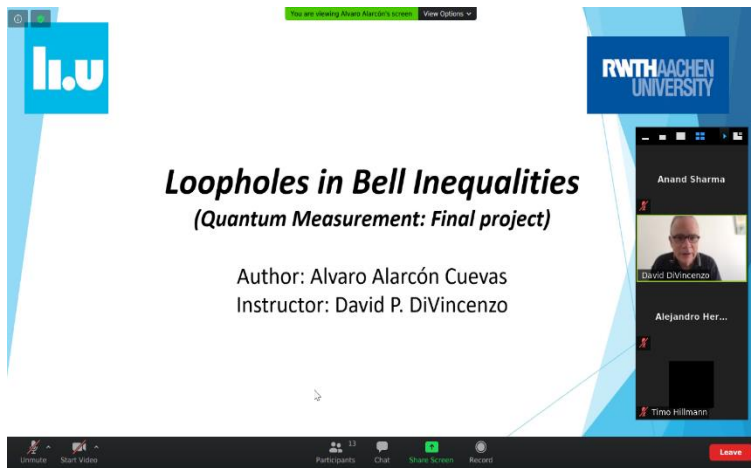 You are viewing Alvaro Alarcón's screen View Options
li.u
RWTHAACHEN
UNIVERSITY
Loopholes in Bell Inequalities
(Quantum Measurement: Final project)
Author: Alvaro Alarcón Cuevas
Instructor: David P. DiVincenzo
Anand Sharma
David DiVincenzo
Alejandro Her...
Timo Hillmann
Unmute Start Video Participants 13 Chat Share Screen Record Leave